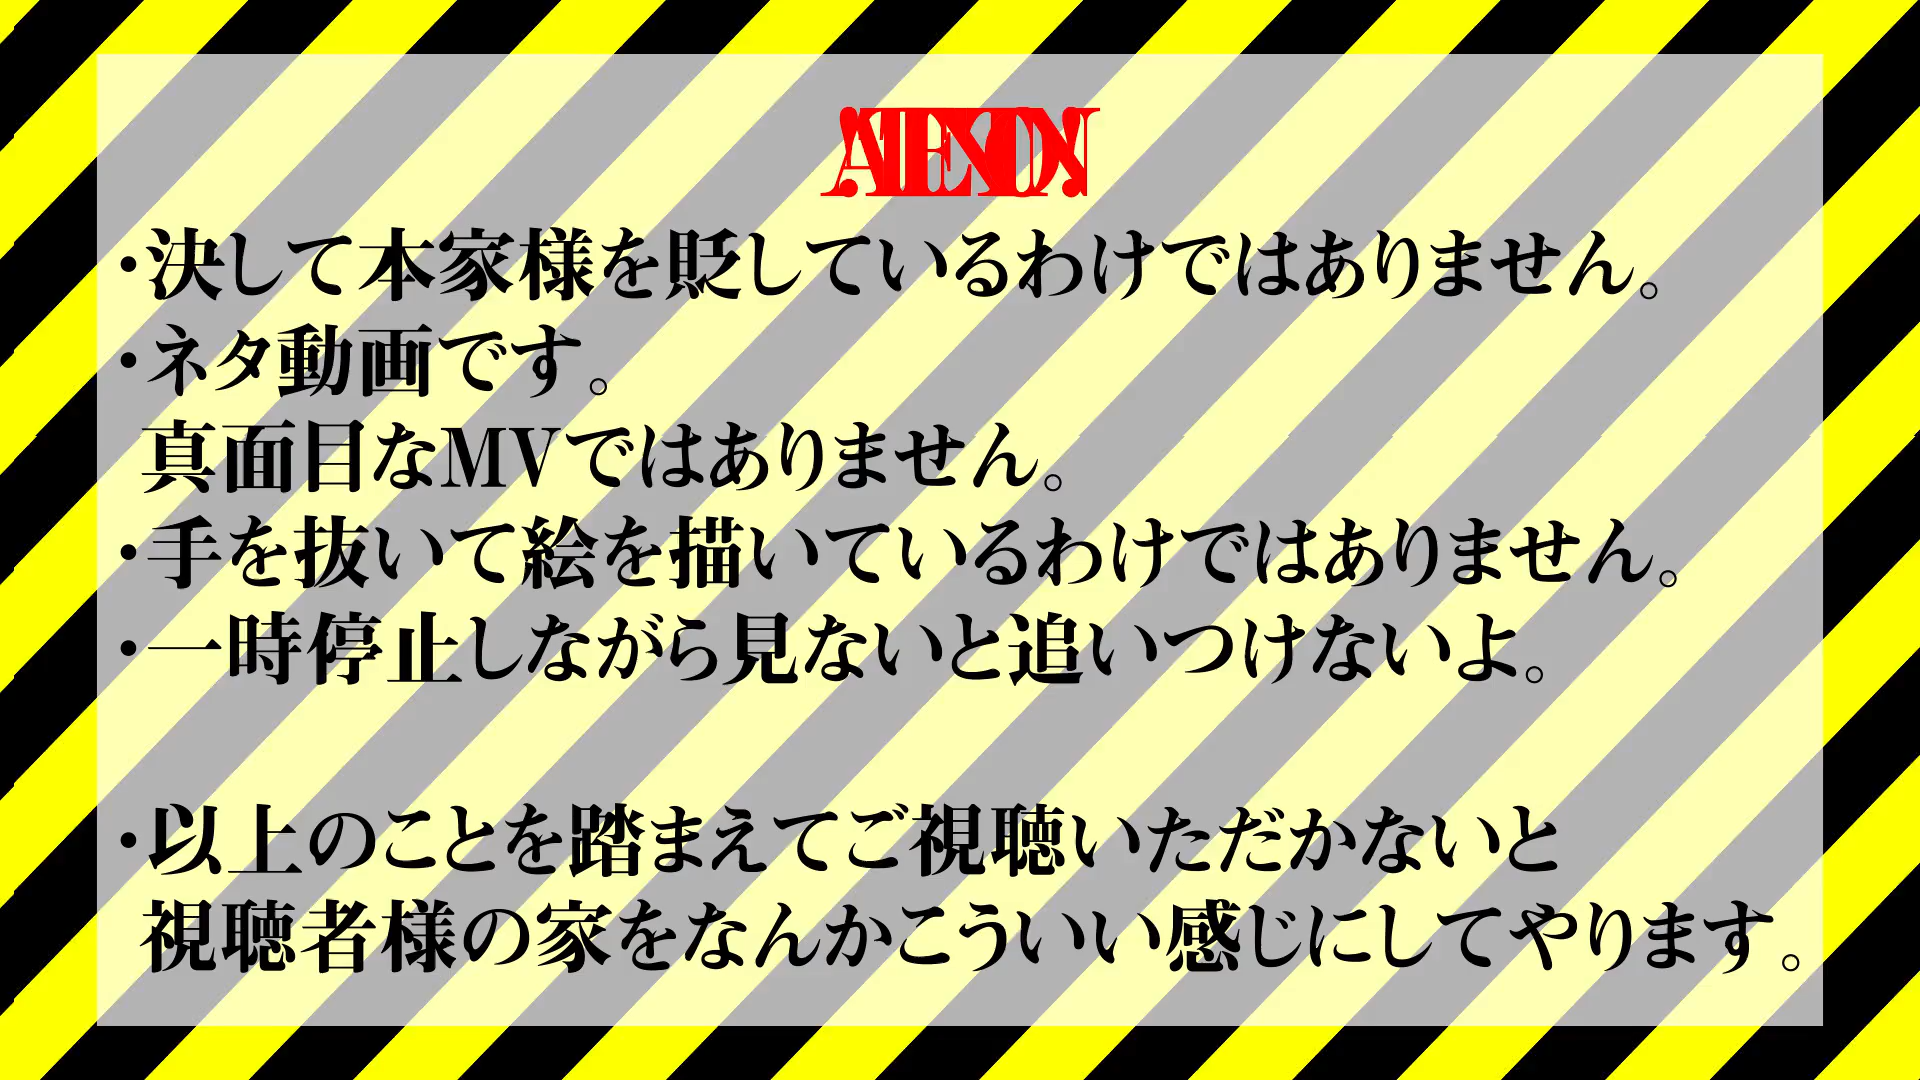 !ATTENTION!
・決して本家様を貶しているわけではありません。
・ネタ動画です。
真面目なMVではありません。
・手を抜いて絵を描いているわけではありません。
・一時停止しながら見ないと追いつけないよ。
・以上のことを踏まえてご視聴いただかないと
視聴者様の家をなんかこういい感じにしてやります。